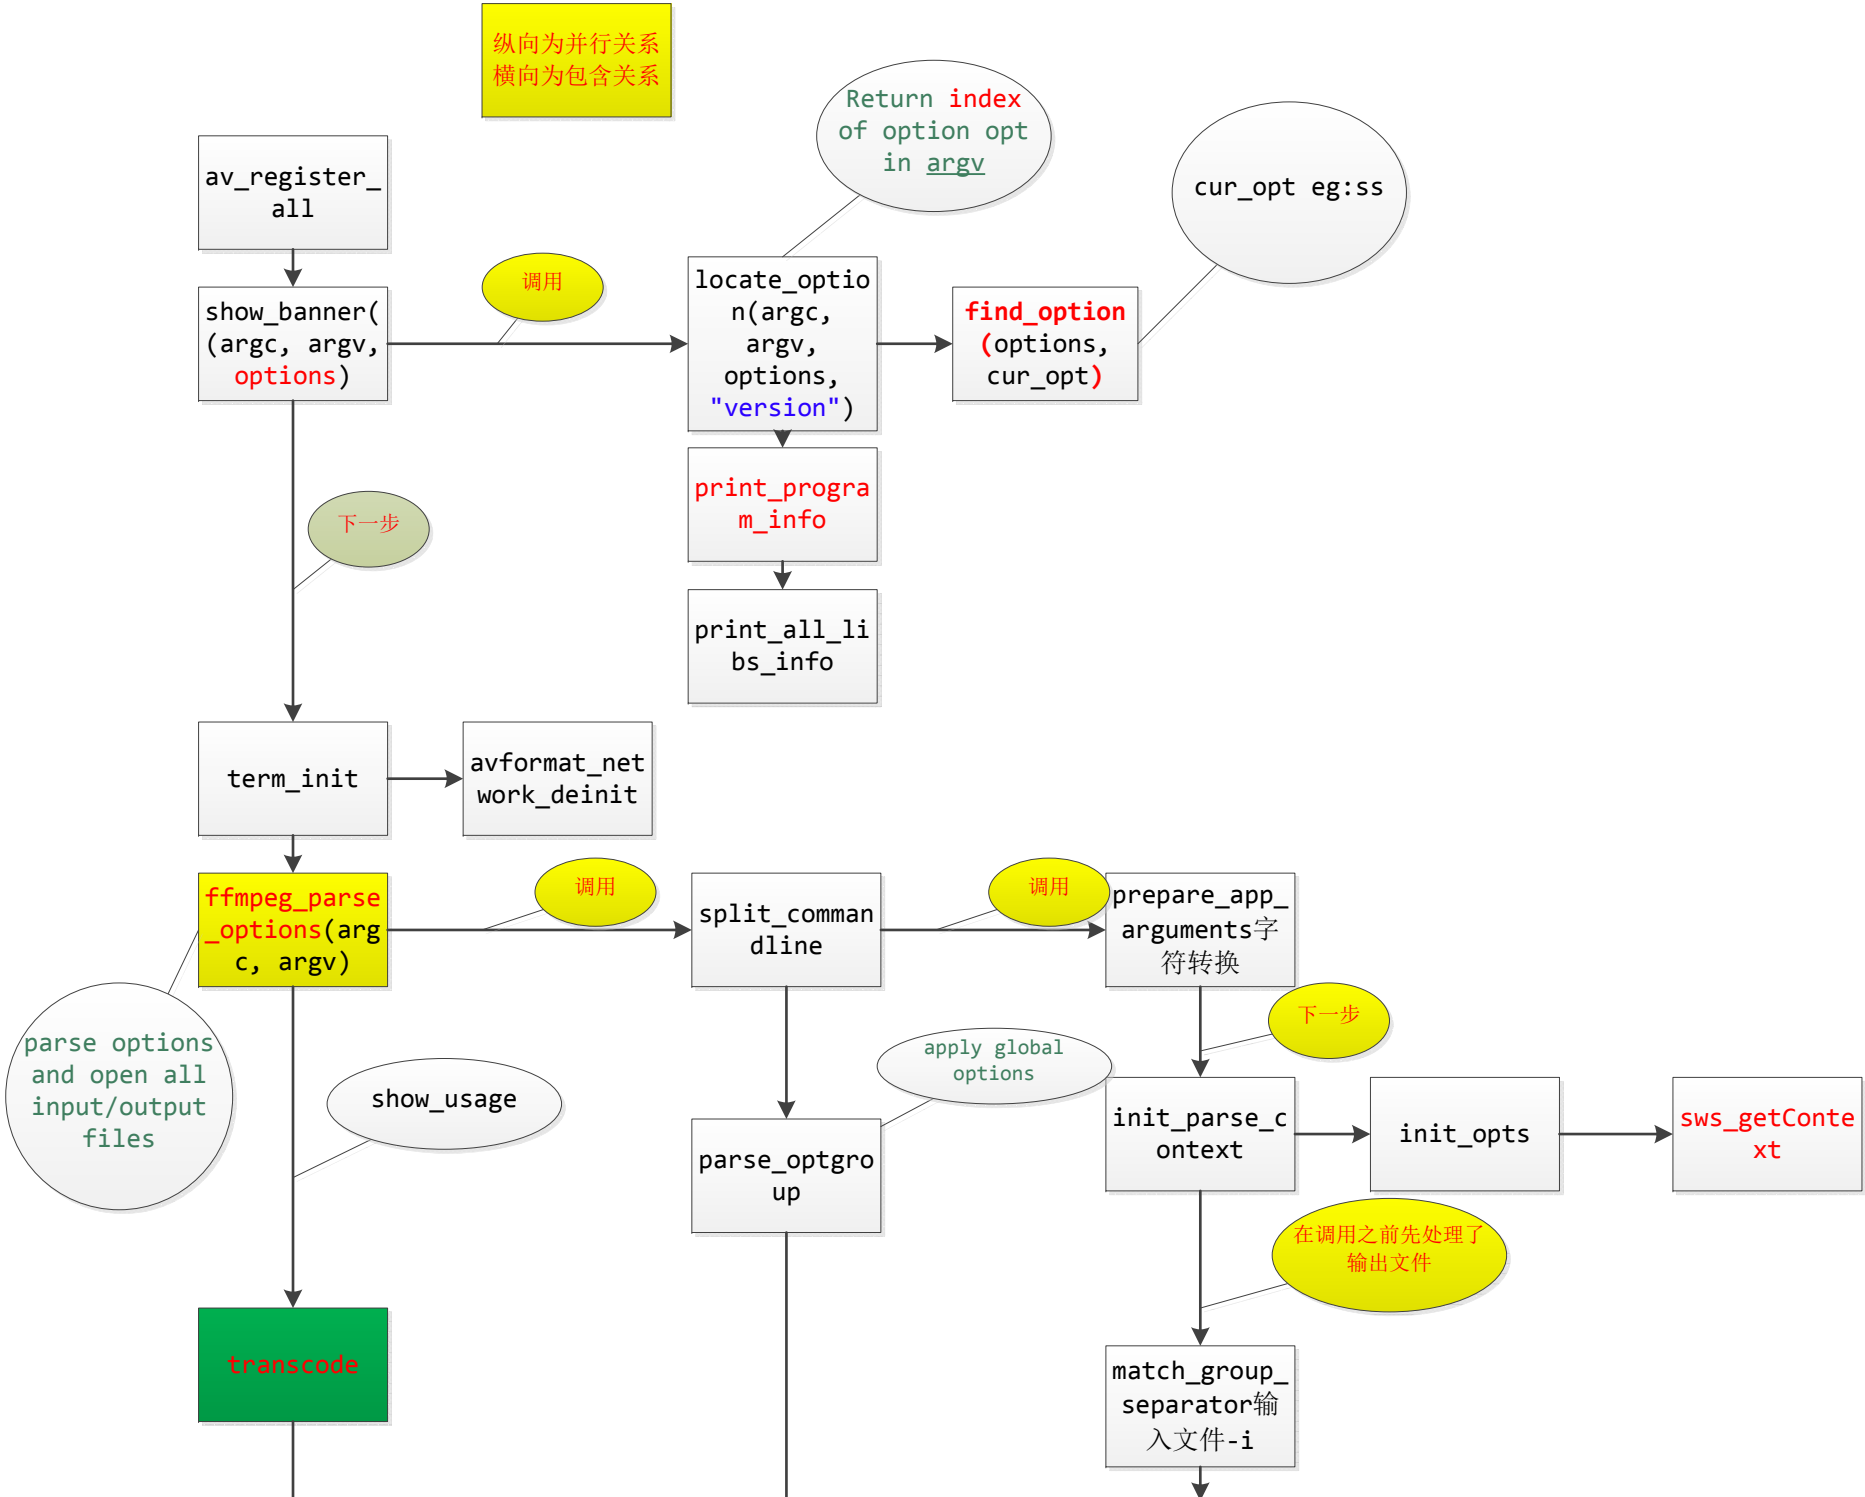 纵向为并行关系
横向为包含关系
Return index
of option opt
in argv
cur_opt eg:ss
av_register_
all
调用
show_banner(
(argc, argv,
options)
locate_optio
n(argc,
argv,
options,
"version")
find_option
(options,
cur_opt)
print_progra
m_info
下一步
print_all_li
bs_info
term_init
avformat_net
work_deinit
ffmpeg_parse
_options(arg
c, argv)
调用
split_comman
dline
调用
prepare_app_
arguments字
符转换
下一步
parse options
and open all
input/output
files
show_usage
apply global
options
parse_optgro
up
init_parse_c
ontext
init_opts
sws_getConte
xt
在调用之前先处理了
输出文件
transcode
match_group_
separator输
入文件-i